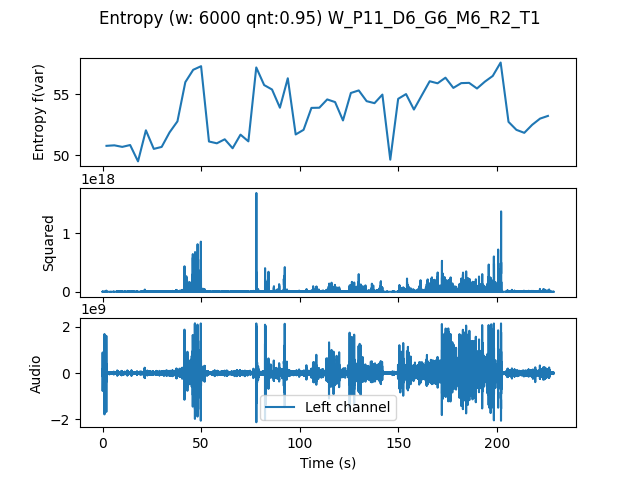 Entropy (w: 6000 qnt:0.95) W_P11_D6_G6_M6_R2_T1
Entropy f(var)
55
50
1e18
Squared
1
0
1e9
Audio
2
0
−2
Left channel
0
50
100
150
200
Time (s)